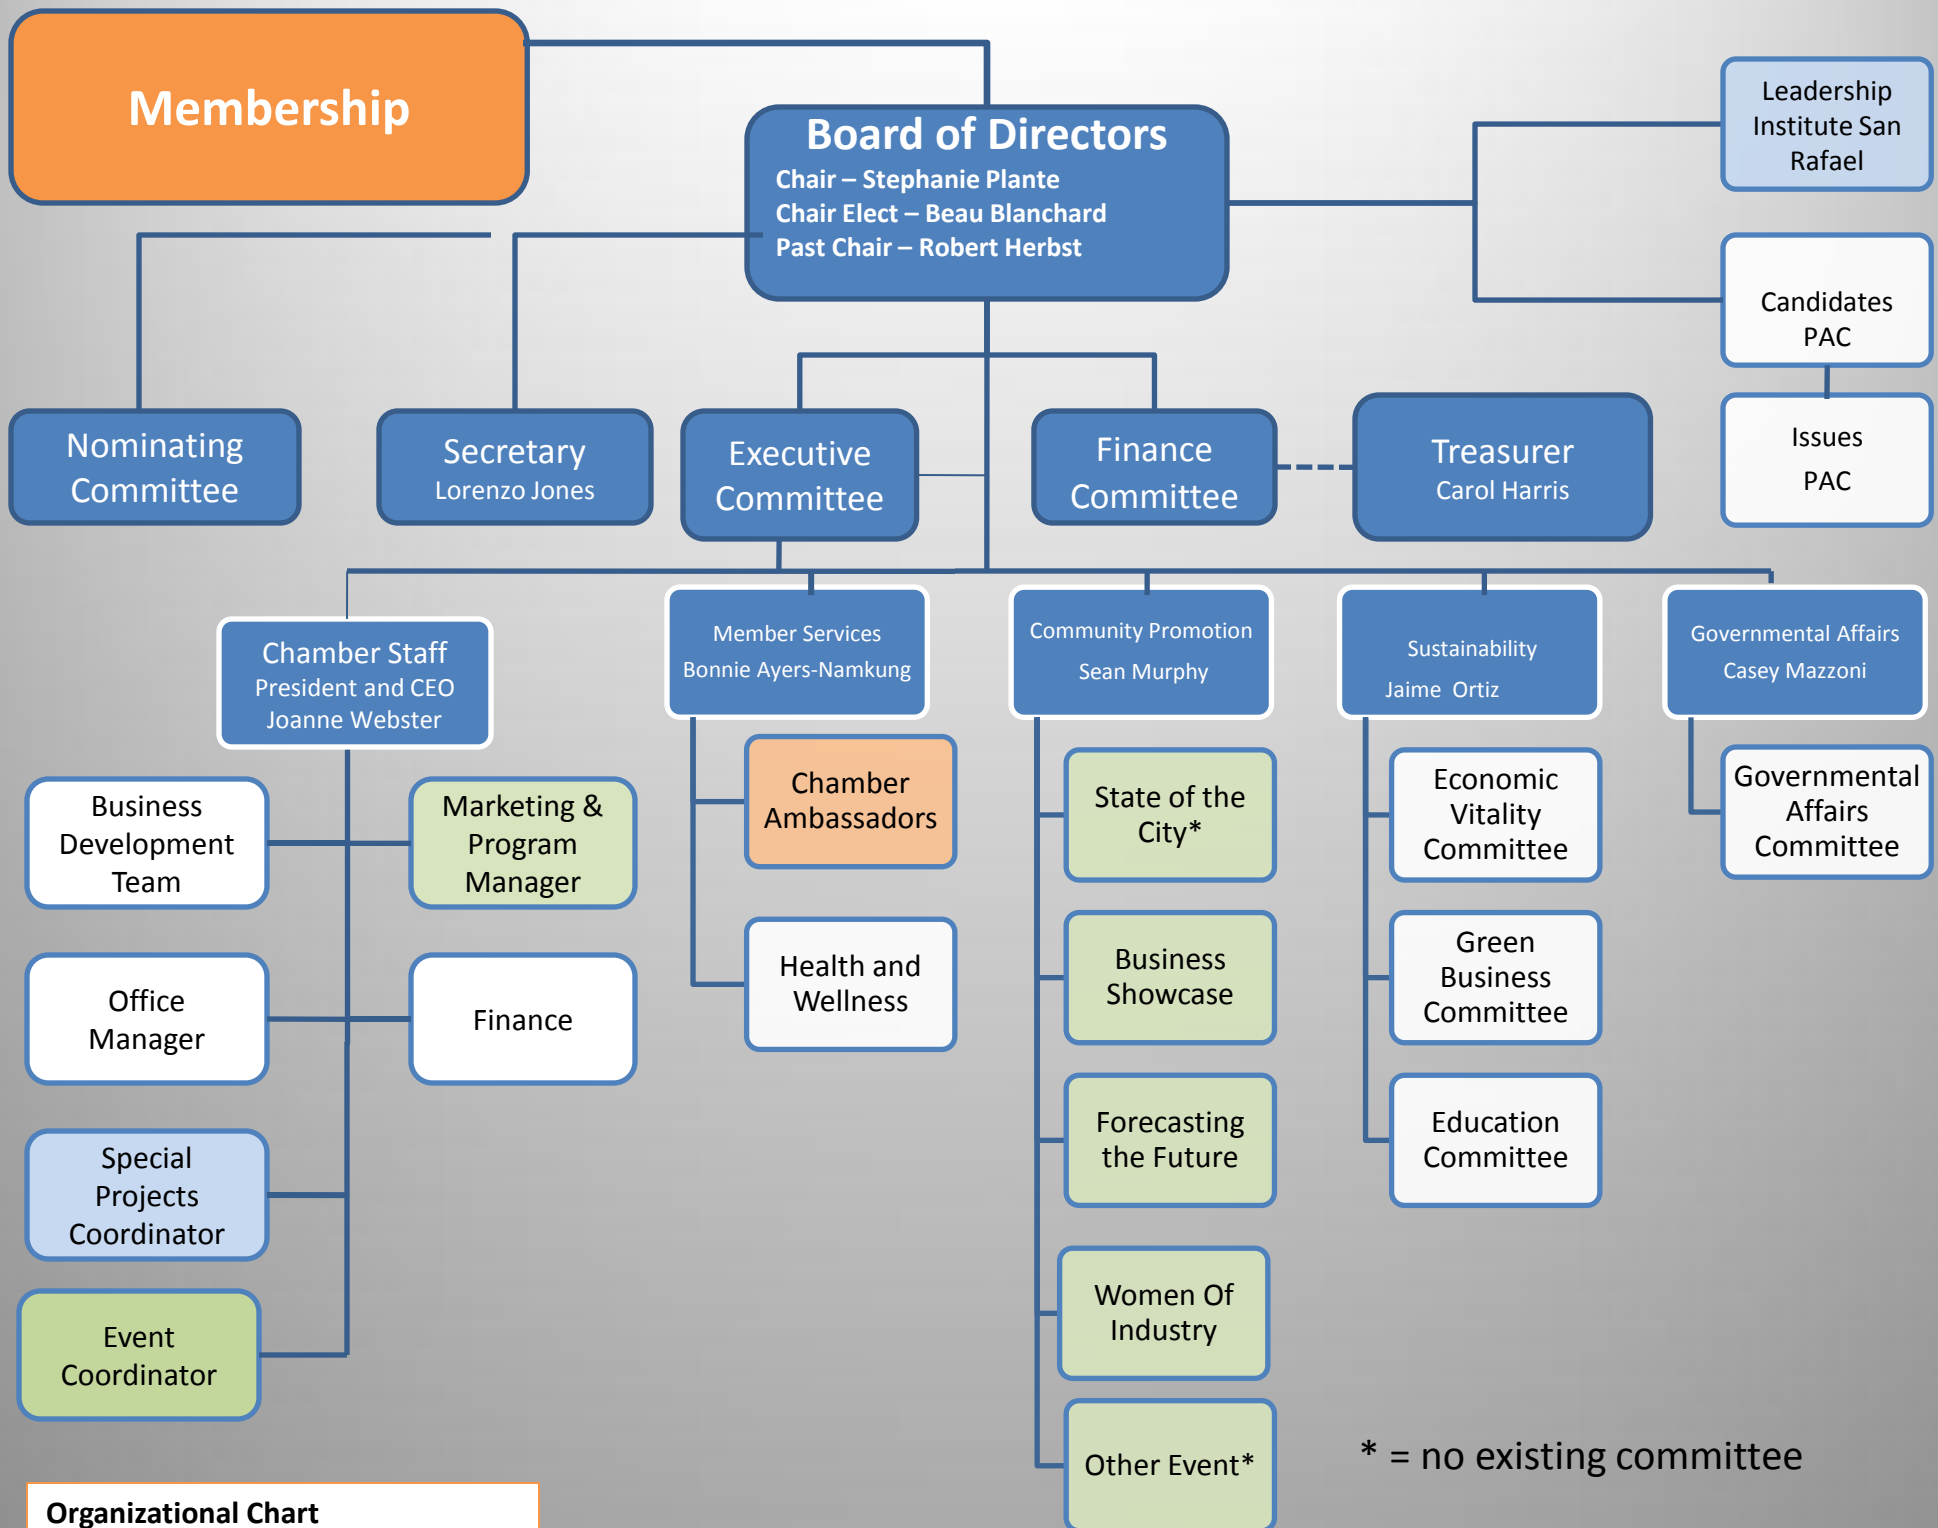 Membership
Board of Directors
Chair – Stephanie Plante
Chair Elect – Beau Blanchard
Past Chair – Robert Herbst
Leadership
Institute San
Rafael
Candidates
PAC
Issues
PAC
Nominating
Committee
Secretary
Lorenzo Jones
Executive
Committee
Finance
Committee
Treasurer
Carol Harris
Chamber Staff
President and CEO
Joanne Webster
Member Services
Bonnie Ayers-Namkung
Community Promotion
Sean Murphy
Sustainability
Jaime Ortiz
Governmental Affairs
Casey Mazzoni
Business
Development
Team
Marketing &
Program
Manager
Office
Manager
Finance
Special
Projects
Coordinator
Event
Coordinator
Chamber
Ambassadors
Health and
Wellness
State of the
City*
Business
Showcase
Forecasting
the Future
Women Of
Industry
Other Event*
Economic
Vitality
Committee
Green
Business
Committee
Education
Committee
Governmental
Affairs
Committee
* = no existing committee
Organizational Chart